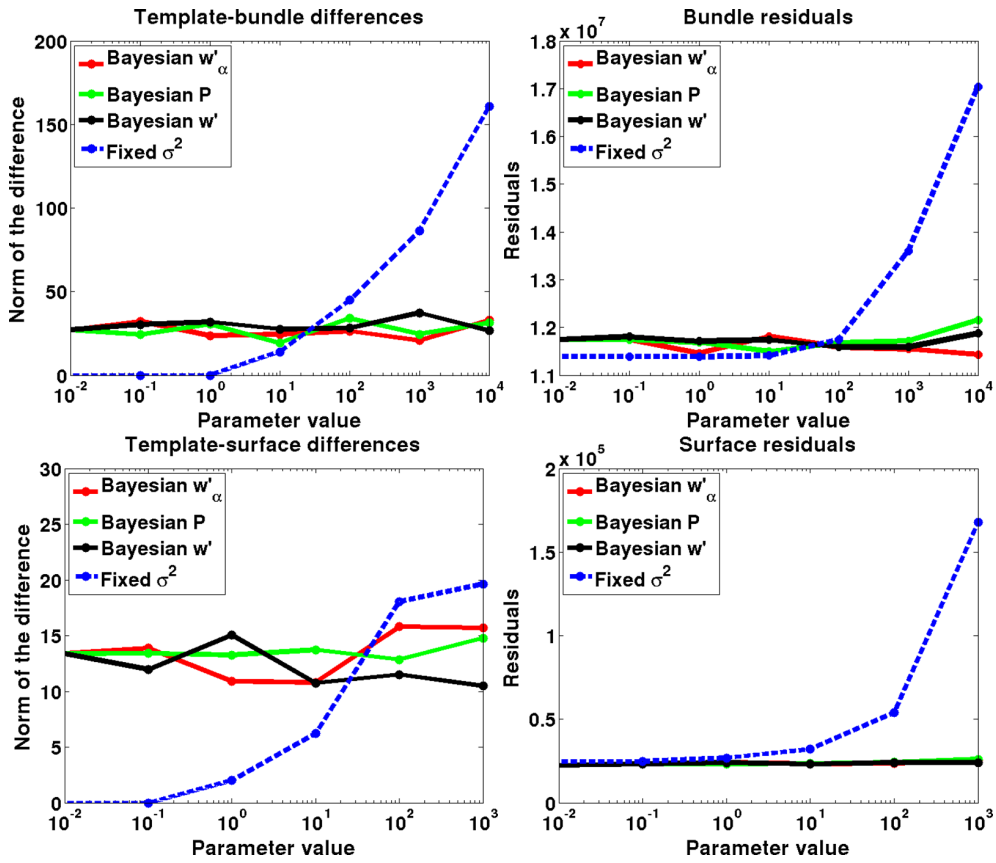 Template-bundle differences
Norm of the difference
200
150
100
50
0
Bayesian w'α
Bayesian P
Bayesian w'
Fixed σ²
10⁻² 10⁻¹ 10⁰ 10¹ 10² 10³ 10⁴
Parameter value
Bundle residuals
x 10⁷
Residuals
1.8
1.7
1.6
1.5
1.4
1.3
1.2
1.1
Bayesian w'α
Bayesian P
Bayesian w'
Fixed σ²
10⁻² 10⁻¹ 10⁰ 10¹ 10² 10³ 10⁴
Parameter value
Template-surface differences
Norm of the difference
30
25
20
15
10
5
0
Bayesian w'α
Bayesian P
Bayesian w'
Fixed σ²
10⁻² 10⁻¹ 10⁰ 10¹ 10² 10³
Parameter value
Surface residuals
x 10⁵
Residuals
2
1.5
1
0.5
0
Bayesian w'α
Bayesian P
Bayesian w'
Fixed σ²
10⁻² 10⁻¹ 10⁰ 10¹ 10² 10³
Parameter value